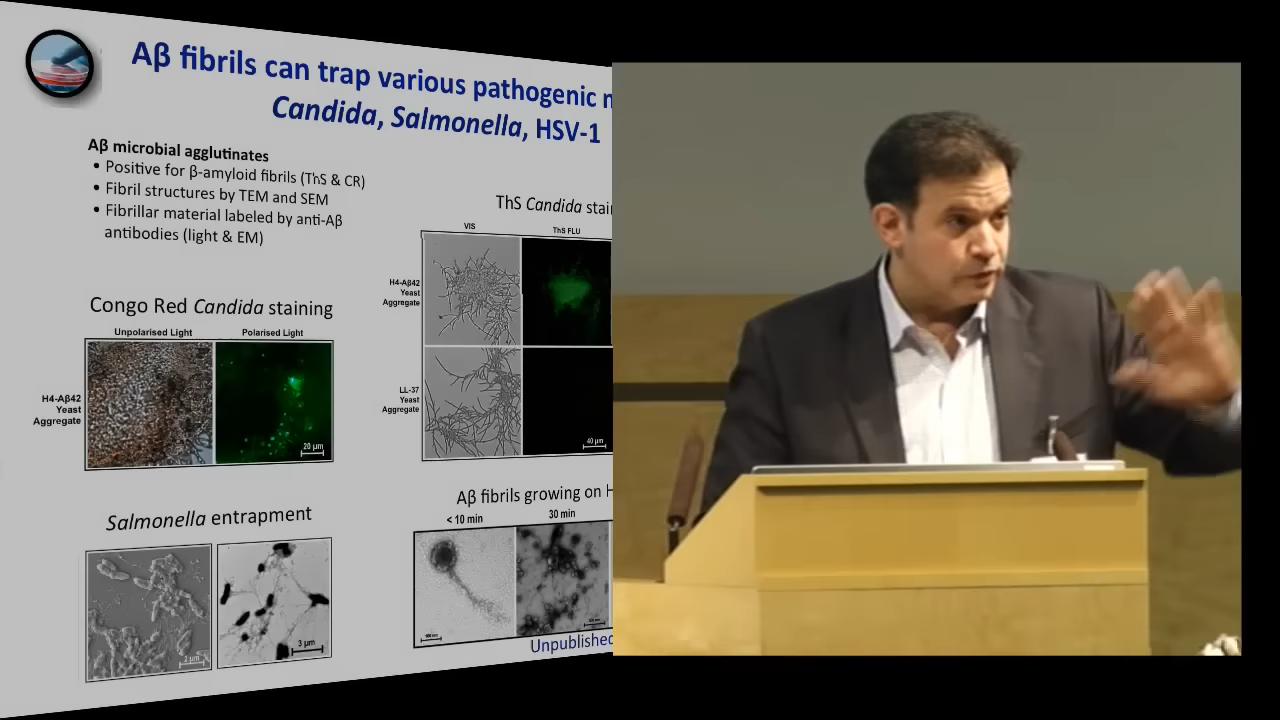 Aβ fibrils can trap various pathogenic
Candida, Salmonella, HSV-1
Aβ microbial agglutinates
• Positive for β-amyloid fibrils (ThS & CR)
• Fibril structures by TEM and SEM
• Fibrillar material labeled by anti-Aβ
antibodies (light & EM)
Congo Red Candida staining
Unpolarised Light
Polarised Light
H4-Aβ42
Yeast
Aggregate
20 µm
Salmonella entrapment
2 µm
3 µm
ThS Candida
VIS
ThS FLU
H4-Aβ42
Yeast
Aggregate
LL-37
Yeast
Aggregate
40 µm
Aβ fibrils growing on
< 10 min
30 min
Unpublished